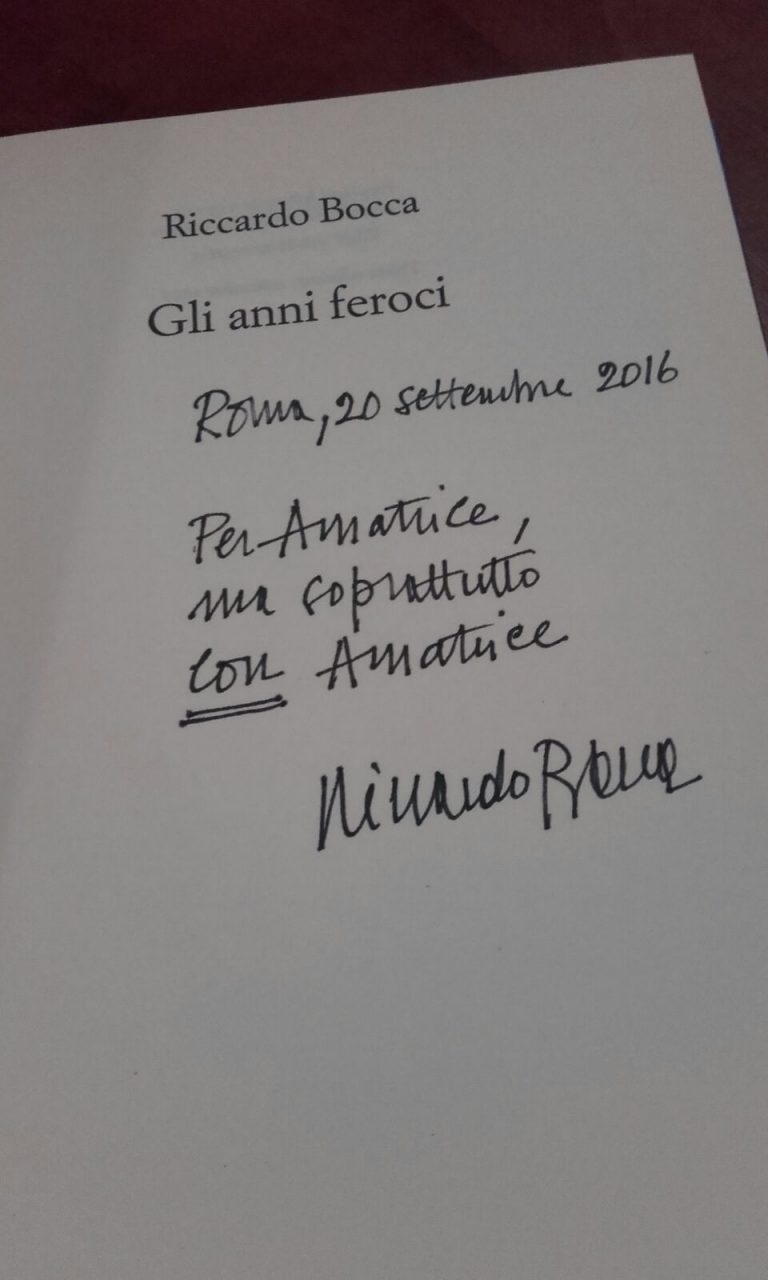 Riccardo Bocca
Gli anni feroci
Roma, 20 settembre 2016
Per Amatrice,
ma soprattutto
con Amatrice
Riccardo Bocca